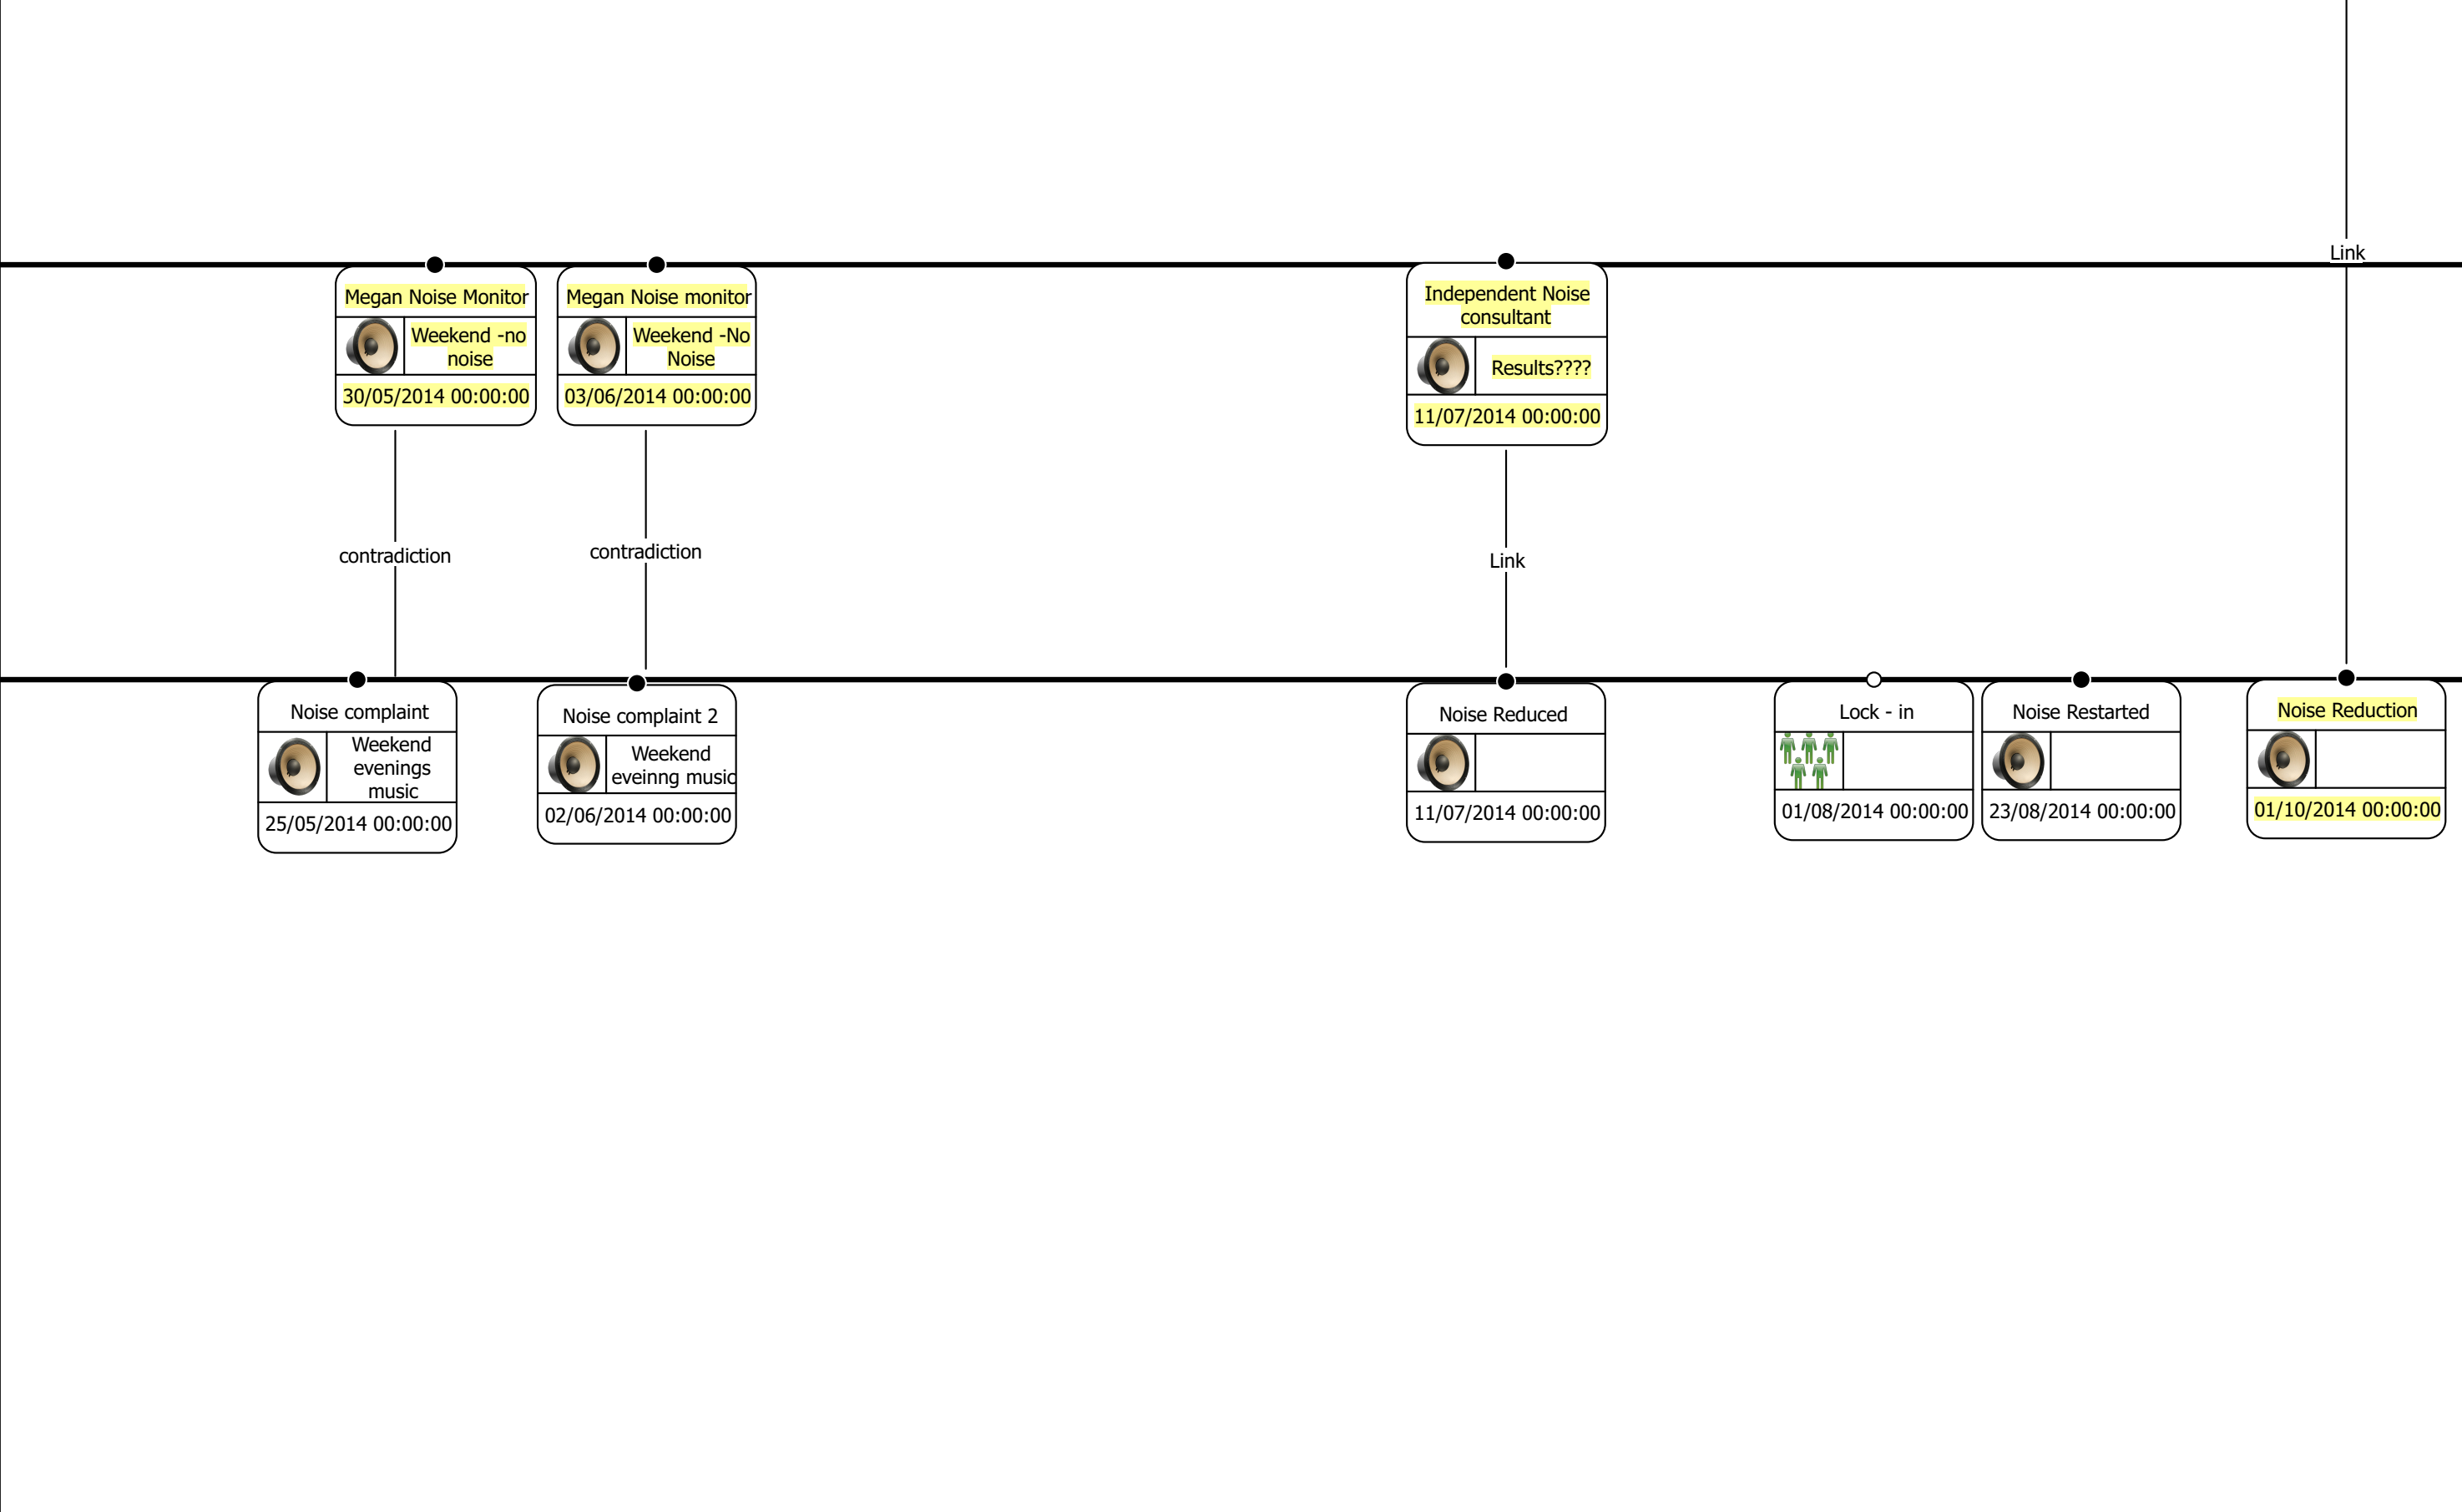 Link
Megan Noise Monitor
Weekend -no
noise
30/05/2014 00:00:00
Megan Noise monitor
Weekend -No
Noise
03/06/2014 00:00:00
Independent Noise
consultant
Results????
11/07/2014 00:00:00
contradiction
contradiction
Link
Noise complaint
Weekend
evenings
music
25/05/2014 00:00:00
Noise complaint 2
Weekend
eveinng music
02/06/2014 00:00:00
Noise Reduced
11/07/2014 00:00:00
Lock - in
01/08/2014 00:00:00
Noise Restarted
23/08/2014 00:00:00
Noise Reduction
01/10/2014 00:00:00